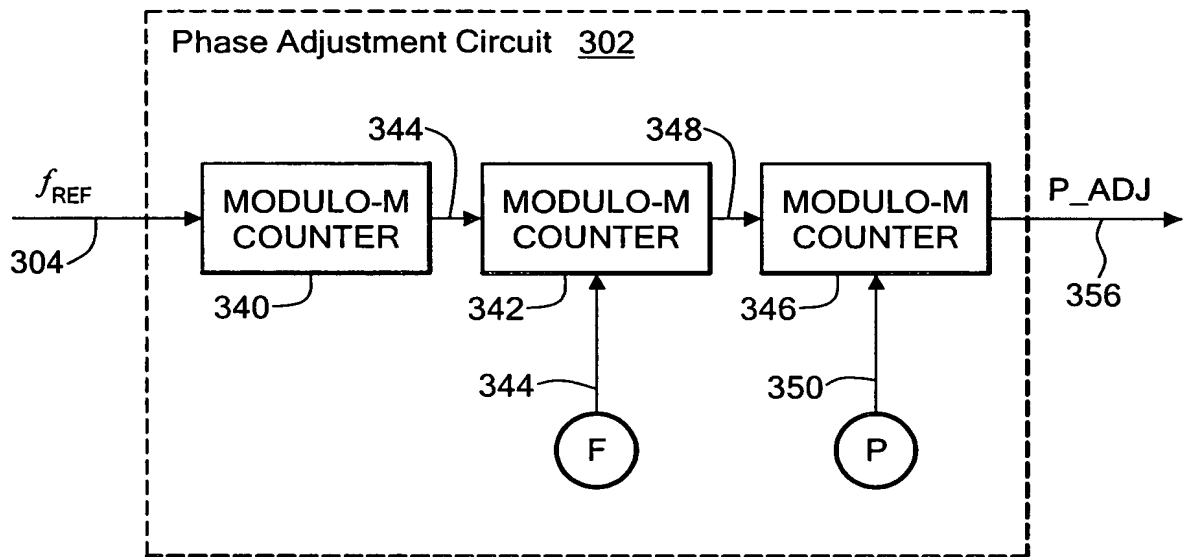 Phase Adjustment Circuit 302
344
348
f_REF
MODULO-M
COUNTER
MODULO-M
COUNTER
MODULO-M
COUNTER
P_ADJ
304
340
342
346
356
344
350
F
P